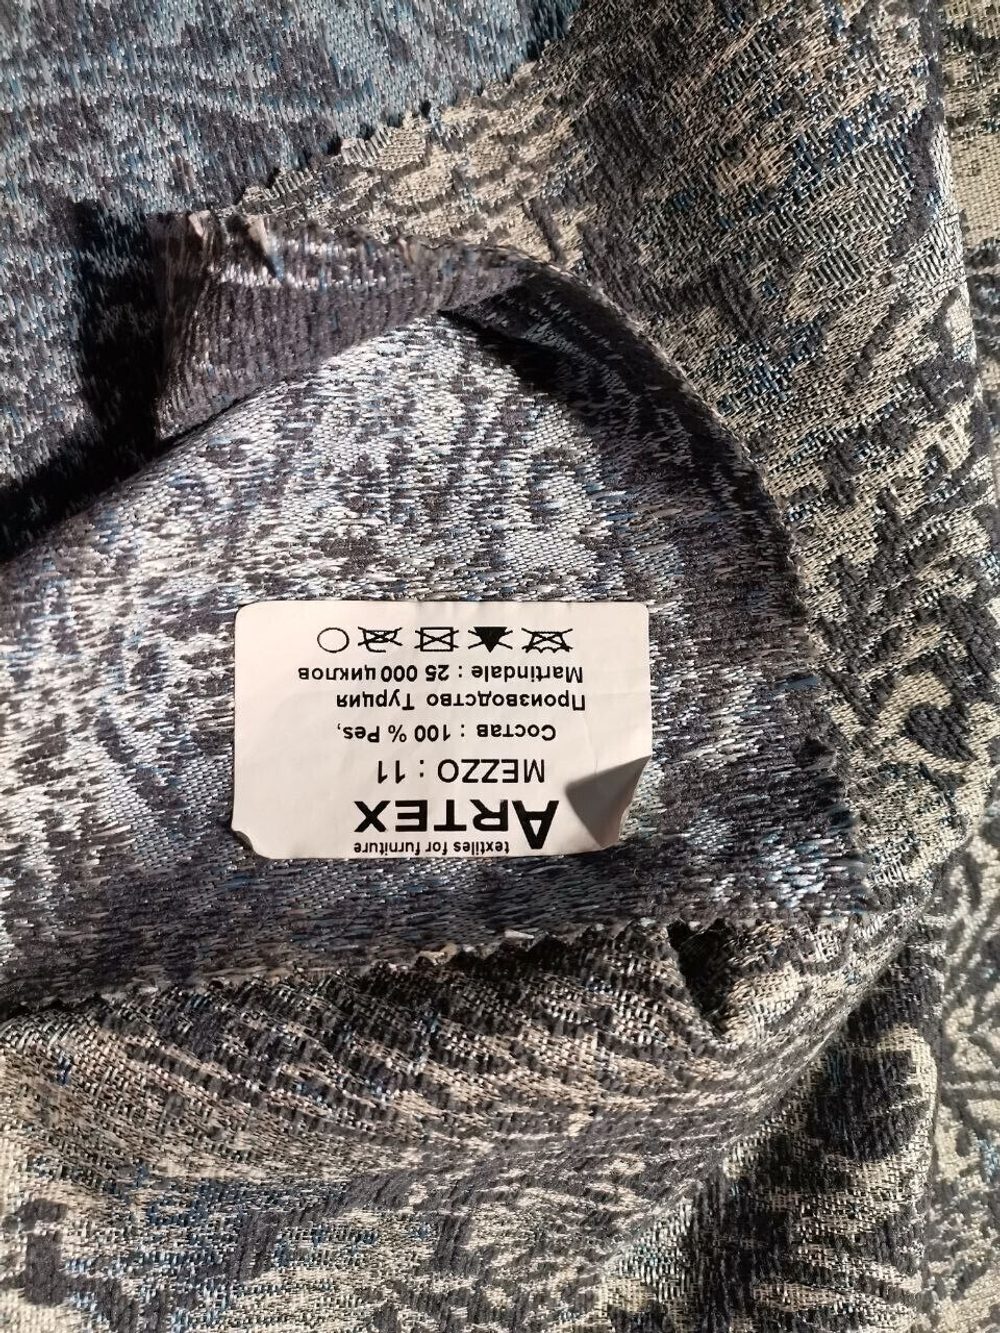 textiles for furniture
ARTEX
MEZZO : 11
Состав : 100 % Pes,
Производство Турция
Martindale : 25 000 циклов